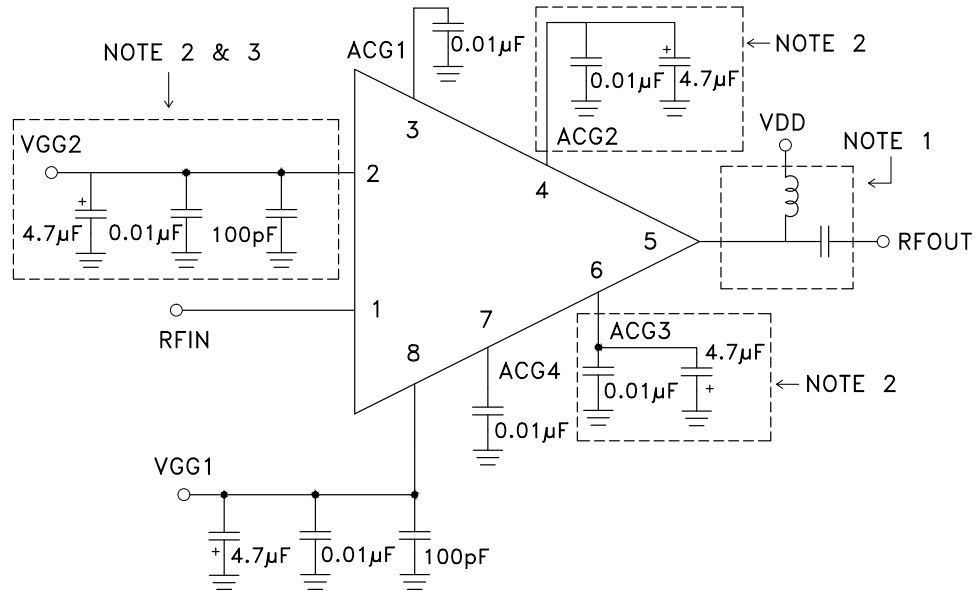 NOTE 2 & 3
ACG1
0.01µF
NOTE 2
0.01µF
4.7µF
+
ACG2
VDD
NOTE 1
VGG2
+
4.7µF
0.01µF
100pF
3
2
4
5
RFOUT
6
1
RFIN
7
8
ACG3
4.7µF
0.01µF
+
NOTE 2
ACG4
0.01µF
VGG1
+
4.7µF
0.01µF
100pF